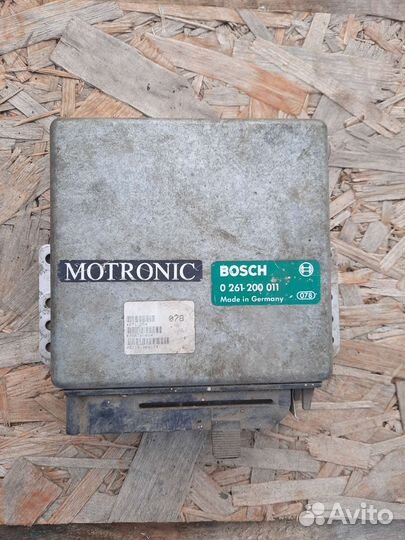 MOTRONIC
BOSCH
0 261 200 011
Made in Germany
078
078
Avito